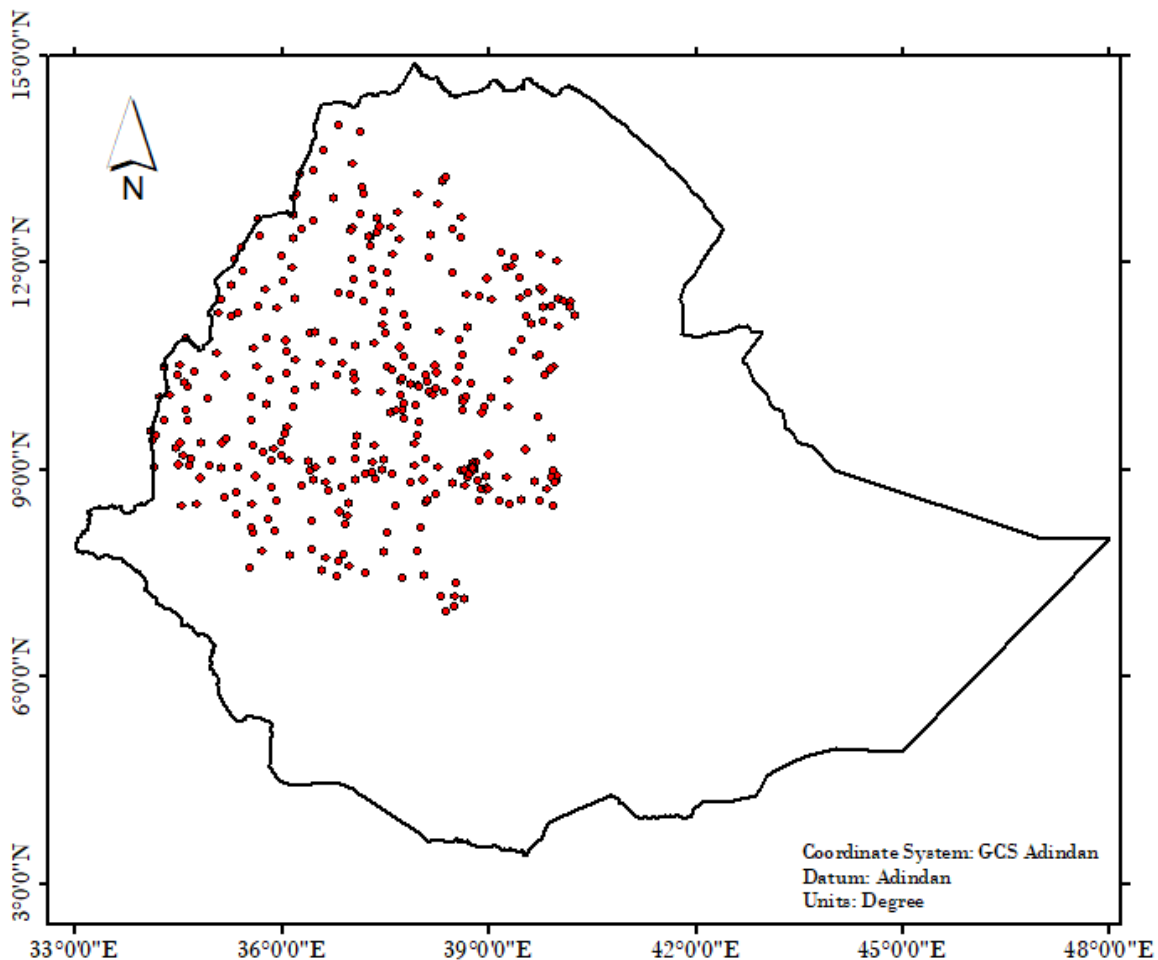 15°0'0"N
12°0'0"N
9°0'0"N
6°0'0"N
3°0'0"N
N
Coordinate System: GCS Adindan
Datum: Adindan
Units: Degree
33°0'0"E 36°0'0"E 39°0'0"E 42°0'0"E 45°0'0"E 48°0'0"E